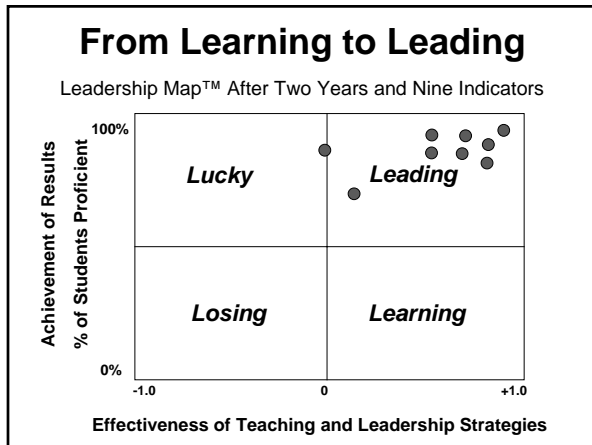 From Learning to Leading
Leadership Map™ After Two Years and Nine Indicators
Achievement of Results
% of Students Proficient
100%
Lucky
Leading
Losing
Learning
0%
-1.0
0
+1.0
Effectiveness of Teaching and Leadership Strategies